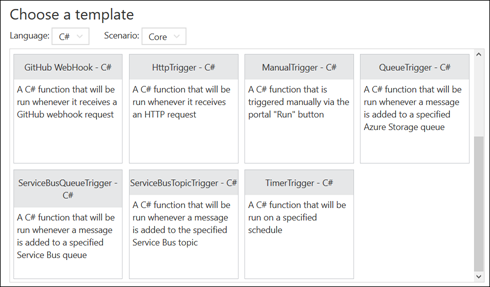 Choose a template
Language: C# Scenario: Core
GitHub WebHook - C#
A C# function that will be
run whenever it receives a
GitHub webhook request
HttpTrigger - C#
A C# function that will be
run whenever it receives
an HTTP request
ManualTrigger - C#
A C# function that is
triggered manually via the
portal "Run" button
QueueTrigger - C#
A C# function that will be
run whenever a message
is added to a specified
Azure Storage queue
ServiceBusQueueTrigger -
C#
A C# function that will be
run whenever a message
is added to a specified
Service Bus queue
ServiceBusTopicTrigger - C#
A C# function that will be
run whenever a message
is added to the specified
Service Bus topic
TimerTrigger - C#
A C# function that will be
run on a specified
schedule